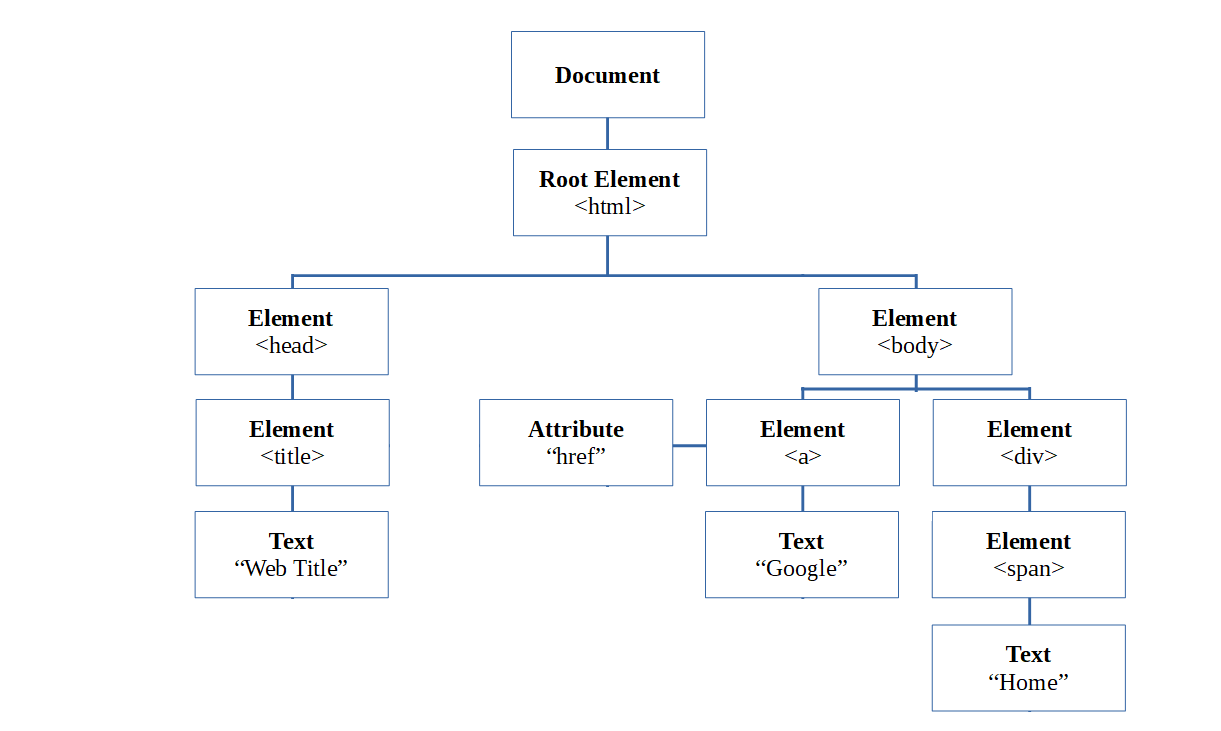 Document
Root Element
<html>
Element
<head>
Element
<body>
Element
<title>
Attribute
“href”
Element
<a>
Element
<div>
Text
“Web Title”
Text
“Google”
Element
<span>
Text
“Home”